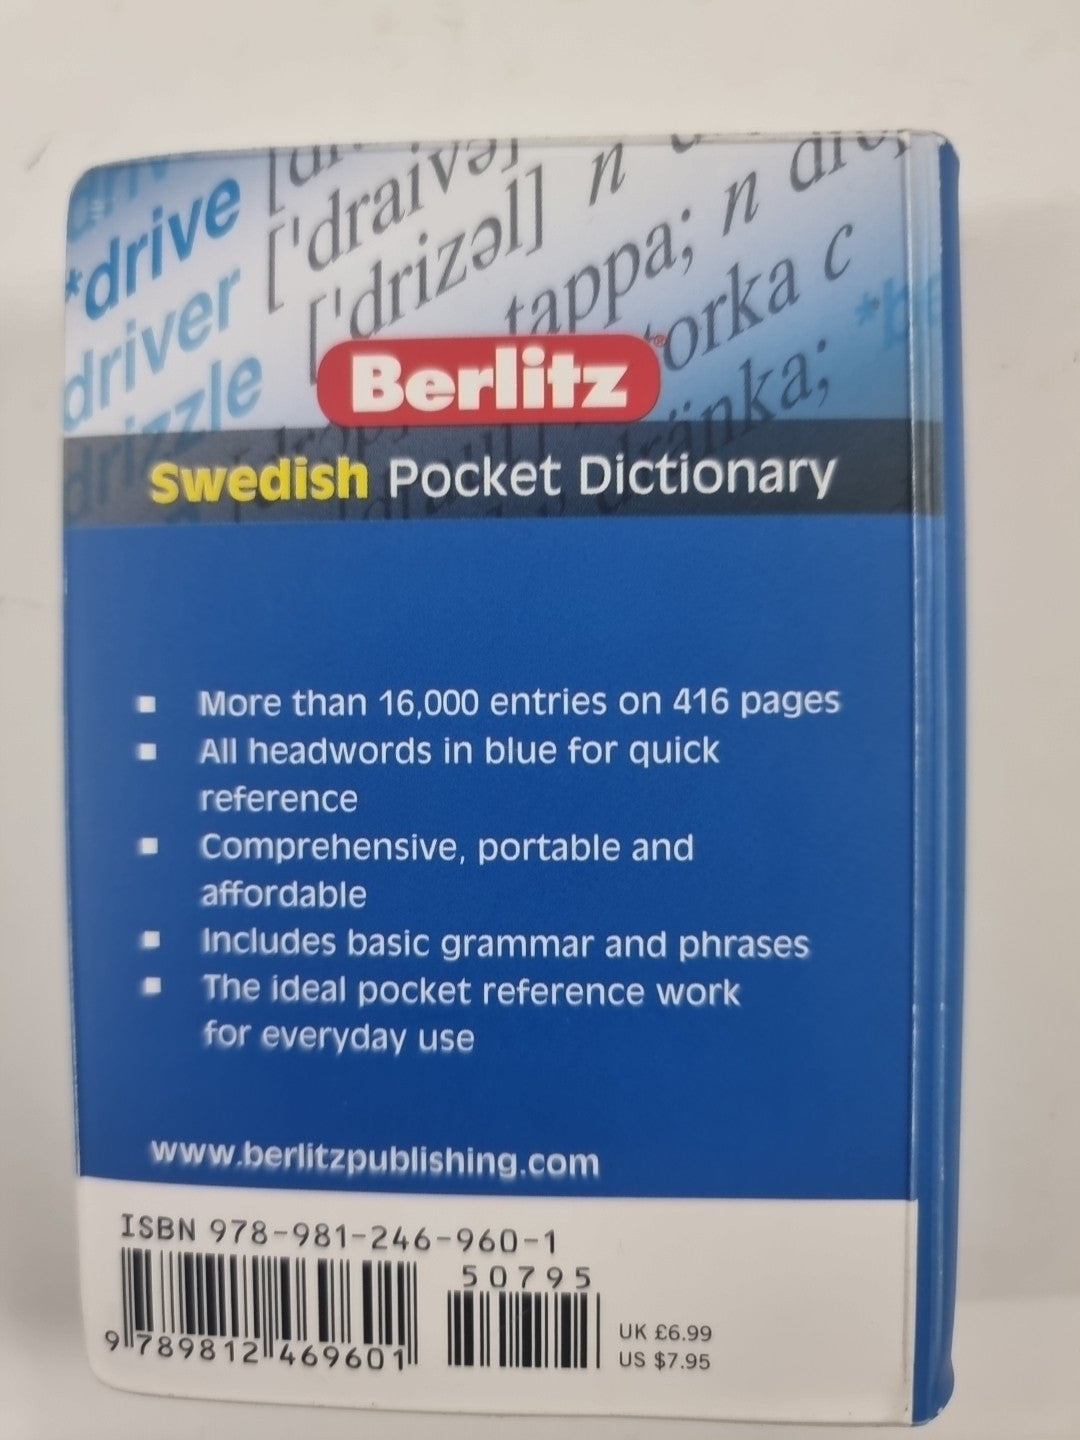 *drive
driver
drizzle
['draivə]
['drizəl] n
tappa; n
torka c
dränka;
Berlitz®
Swedish Pocket Dictionary
▪ More than 16,000 entries on 416 pages
▪ All headwords in blue for quick
reference
▪ Comprehensive, portable and
affordable
▪ Includes basic grammar and phrases
▪ The ideal pocket reference work
for everyday use
www.berlitzpublishing.com
ISBN 978-981-246-960-1
50795
9 789812 469601
UK £6.99
US $7.95